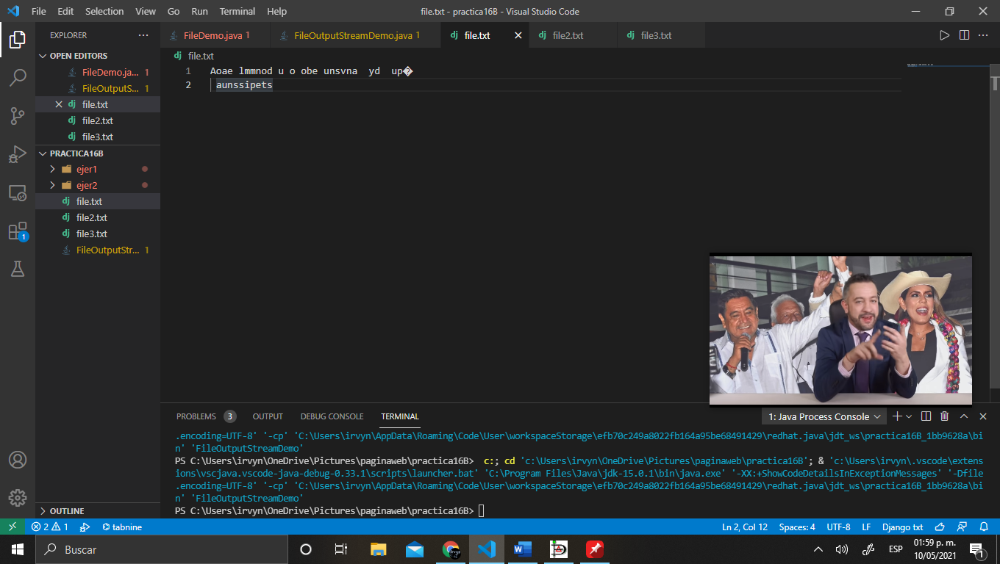 File Edit Selection View Go Run Terminal Help file.txt - practica16B - Visual Studio Code
EXPLORER
FileDemo.java 1
FileOutputStreamDemo.java 1
file.txt
file2.txt
file3.txt
OPEN EDITORS
FileDemo.ja... 1
FileOutputS... 1
file.txt
file2.txt
file3.txt
PRACTICA16B
ejer1
ejer2
file.txt
file2.txt
file3.txt
FileOutputStr... 1
OUTLINE
1
file.txt
1 Aoae lmmnod u o obe unsvna  yd  up�
2 aunssipets
PROBLEMS 3 OUTPUT DEBUG CONSOLE TERMINAL 1: Java Process Console
.encoding=UTF-8' '-cp' 'C:\Users\irvyn\AppData\Roaming\Code\User\workspaceStorage\efb70c249a8022fb164a95be68491429\redhat.java\jdt_ws\practica16B_1bb9628a\bi
n' 'FileOutputStreamDemo'
PS C:\Users\irvyn\OneDrive\Pictures\paginaweb\practica16B>  c:; cd 'c:\Users\irvyn\OneDrive\Pictures\paginaweb\practica16B'; & 'c:\Users\irvyn\.vscode\extens
ions\vscjava.vscode-java-debug-0.33.1\scripts\launcher.bat' 'C:\Program Files\Java\jdk-15.0.1\bin\java.exe' '-XX:+ShowCodeDetailsInExceptionMessages' '-Dfile
.encoding=UTF-8' '-cp' 'C:\Users\irvyn\AppData\Roaming\Code\User\workspaceStorage\efb70c249a8022fb164a95be68491429\redhat.java\jdt_ws\practica16B_1bb9628a\bi
n' 'FileOutputStreamDemo'
PS C:\Users\irvyn\OneDrive\Pictures\paginaweb\practica16B>
2 1 tabnine Ln 2, Col 12 Spaces: 4 UTF-8 LF Django txt
Buscar
ESP
01:59 p. m.
10/05/2021
1